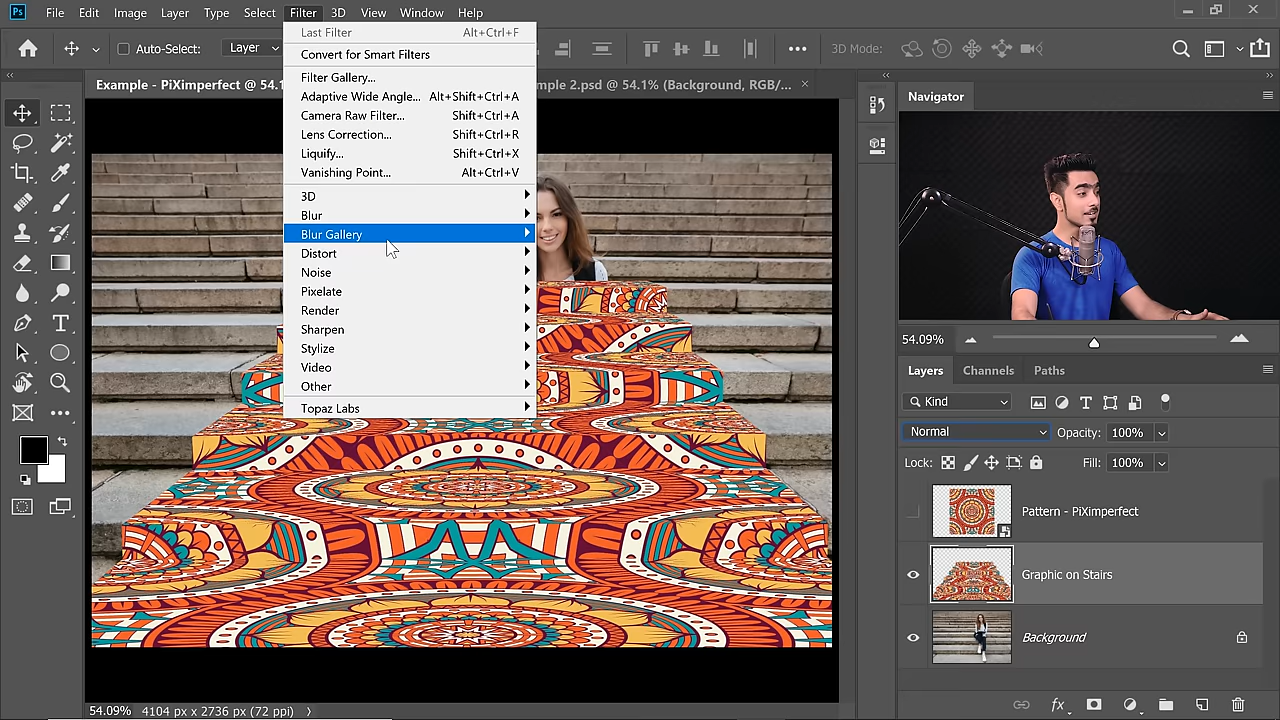 Ps File Edit Image Layer Type Select Filter 3D View Window Help
Auto-Select: Layer 3D Mode:
Last Filter Alt+Ctrl+F
Convert for Smart Filters
Filter Gallery...
Adaptive Wide Angle... Alt+Shift+Ctrl+A
Camera Raw Filter... Shift+Ctrl+A
Lens Correction... Shift+Ctrl+R
Liquify... Shift+Ctrl+X
Vanishing Point... Alt+Ctrl+V
3D
Blur
Blur Gallery
Distort
Noise
Pixelate
Render
Sharpen
Stylize
Video
Other
Topaz Labs
Example - PiXimperfect @ 54.1
mple 2.psd @ 54.1% (Background, RGB/... ×
Navigator
54.09%
Layers Channels Paths
Kind
Normal Opacity: 100%
Lock: Fill: 100%
Pattern - PiXimperfect
Graphic on Stairs
Background
fx
54.09% 4104 px x 2736 px (72 ppi)